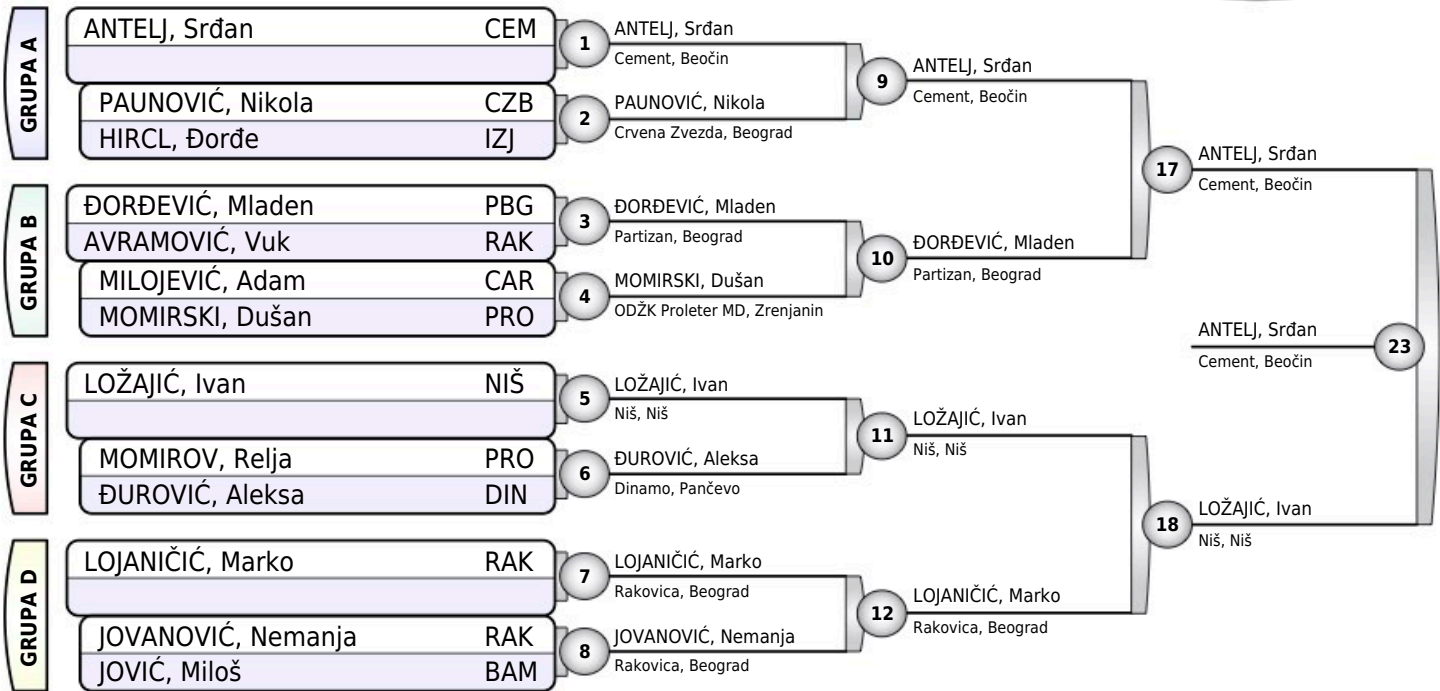 GRUPA A
ANTELJ, Srđan CEM
PAUNOVIĆ, Nikola CZB
HIRCL, Đorđe IZJ
GRUPA B
ĐORĐEVIĆ, Mladen PBG
AVRAMOVIĆ, Vuk RAK
MILOJEVIĆ, Adam CAR
MOMIRSKI, Dušan PRO
GRUPA C
LOŽAJIĆ, Ivan NIŠ
MOMIROV, Relja PRO
ĐUROVIĆ, Aleksa DIN
GRUPA D
LOJANIČIĆ, Marko RAK
JOVANOVIĆ, Nemanja RAK
JOVIĆ, Miloš BAM
1
ANTELJ, Srđan
Cement, Beočin
2
PAUNOVIĆ, Nikola
Crvena Zvezda, Beograd
3
ĐORĐEVIĆ, Mladen
Partizan, Beograd
4
MOMIRSKI, Dušan
ODŽK Proleter MD, Zrenjanin
5
LOŽAJIĆ, Ivan
Niš, Niš
6
ĐUROVIĆ, Aleksa
Dinamo, Pančevo
7
LOJANIČIĆ, Marko
Rakovica, Beograd
8
JOVANOVIĆ, Nemanja
Rakovica, Beograd
9
ANTELJ, Srđan
Cement, Beočin
10
ĐORĐEVIĆ, Mladen
Partizan, Beograd
11
LOŽAJIĆ, Ivan
Niš, Niš
12
LOJANIČIĆ, Marko
Rakovica, Beograd
17
ANTELJ, Srđan
Cement, Beočin
18
LOŽAJIĆ, Ivan
Niš, Niš
ANTELJ, Srđan
Cement, Beočin
23